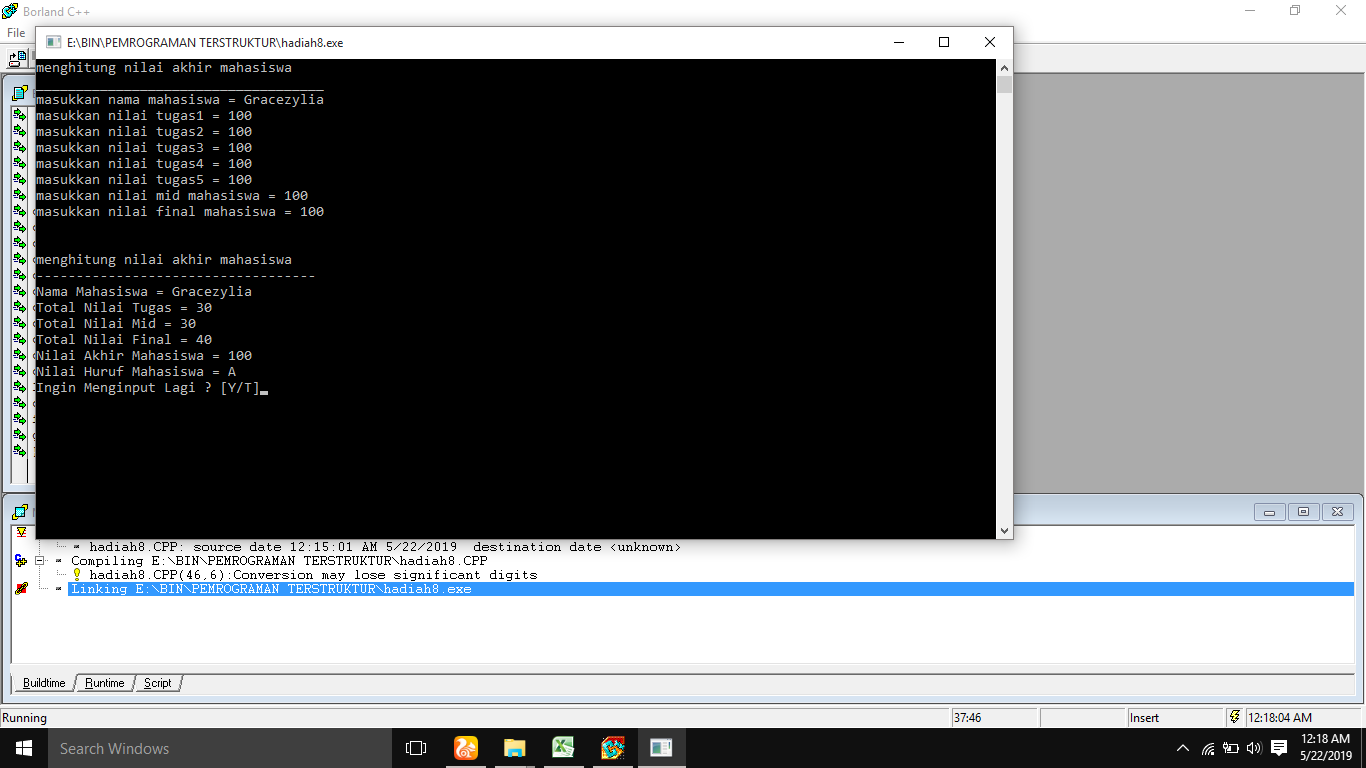 Borland C++
File
E:\BIN\PEMROGRAMAN TERSTRUKTUR\hadiah8.exe
menghitung nilai akhir mahasiswa
____________________________________
masukkan nama mahasiswa = Gracezylia
masukkan nilai tugas1 = 100
masukkan nilai tugas2 = 100
masukkan nilai tugas3 = 100
masukkan nilai tugas4 = 100
masukkan nilai tugas5 = 100
masukkan nilai mid mahasiswa = 100
masukkan nilai final mahasiswa = 100
menghitung nilai akhir mahasiswa
-----------------------------------
Nama Mahasiswa = Gracezylia
Total Nilai Tugas = 30
Total Nilai Mid = 30
Total Nilai Final = 40
Nilai Akhir Mahasiswa = 100
Nilai Huruf Mahasiswa = A
Ingin Menginput Lagi ? [Y/T]
hadiah8.CPP: source date 12:15:01 AM 5/22/2019 destination date <unknown>
Compiling E:\BIN\PEMROGRAMAN TERSTRUKTUR\hadiah8.CPP
hadiah8.CPP(46,6):Conversion may lose significant digits
Linking E:\BIN\PEMROGRAMAN TERSTRUKTUR\hadiah8.exe
Buildtime Runtime Script
Running 37:46 Insert 12:18:04 AM
Search Windows
12:18 AM
5/22/2019